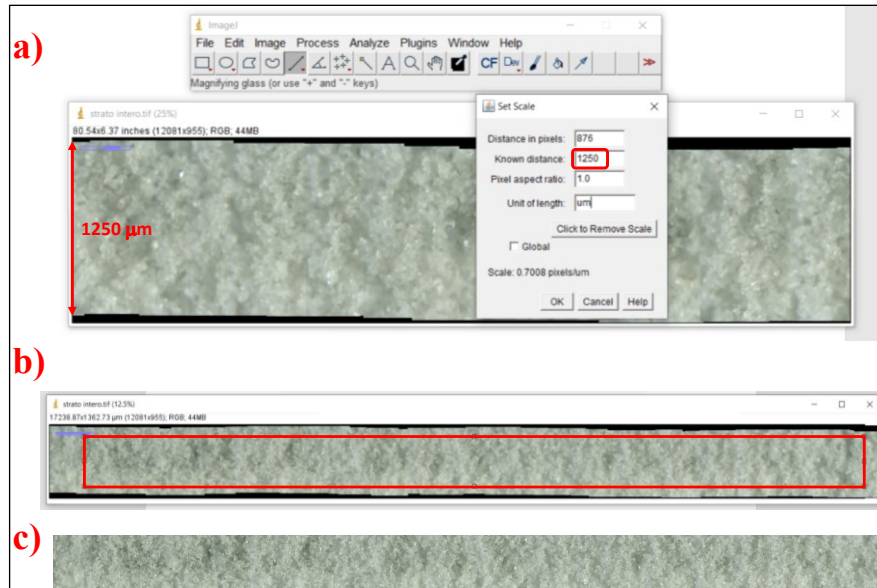 a)
ImageJ
File Edit Image Process Analyze Plugins Window Help
A CF Dev
Magnifying glass (or use "+" and "-" keys)
strato intero.tif (25%)
80.54x6.37 inches (12081x955); RGB; 44MB
1250 µm
Set Scale
Distance in pixels: 876
Known distance: 1250
Pixel aspect ratio: 1.0
Unit of length: um
Click to Remove Scale
Global
Scale: 0.7008 pixels/um
OK Cancel Help
b)
strato intero.tif (12.5%)
17238.87x1362.73 µm (12081x955); RGB; 44MB
c)